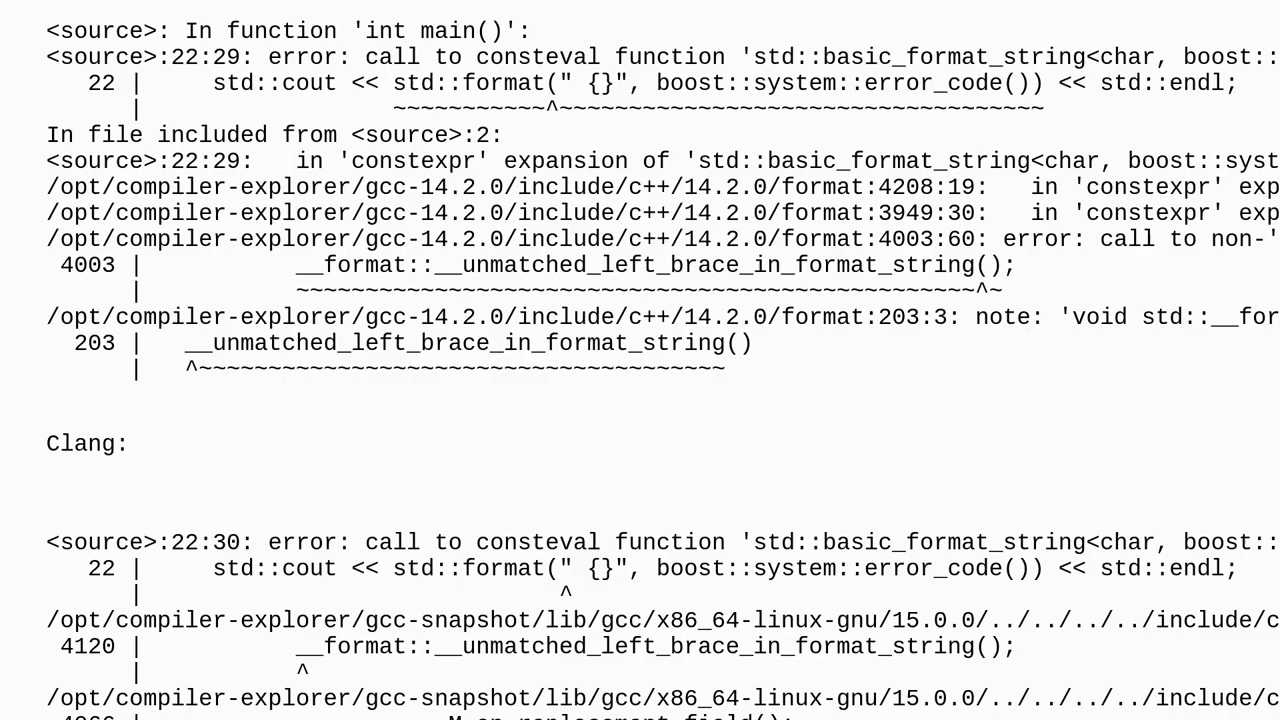 <source>: In function 'int main()':
<source>:22:29: error: call to consteval function 'std::basic_format_string<char, boost::
   22 |     std::cout << std::format(" {}", boost::system::error_code()) << std::endl;
      |                  ~~~~~~~~~~~^~~~~~~~~~~~~~~~~~~~~~~~~~~~~~~~~~~~
In file included from <source>:2:
<source>:22:29:   in 'constexpr' expansion of 'std::basic_format_string<char, boost::syst
/opt/compiler-explorer/gcc-14.2.0/include/c++/14.2.0/format:4208:19:   in 'constexpr' exp
/opt/compiler-explorer/gcc-14.2.0/include/c++/14.2.0/format:3949:30:   in 'constexpr' exp
/opt/compiler-explorer/gcc-14.2.0/include/c++/14.2.0/format:4003:60: error: call to non-'
 4003 |           __format::__unmatched_left_brace_in_format_string();
      |           ~~~~~~~~~~~~~~~~~~~~~~~~~~~~~~~~~~~~~~~~~~~~~~~~~^~
/opt/compiler-explorer/gcc-14.2.0/include/c++/14.2.0/format:203:3: note: 'void std::__for
  203 |   __unmatched_left_brace_in_format_string()
      |   ^~~~~~~~~~~~~~~~~~~~~~~~~~~~~~~~~~~~~~~
Clang:
<source>:22:30: error: call to consteval function 'std::basic_format_string<char, boost::
   22 |     std::cout << std::format(" {}", boost::system::error_code()) << std::endl;
      |                              ^
/opt/compiler-explorer/gcc-snapshot/lib/gcc/x86_64-linux-gnu/15.0.0/../../../../include/c
 4120 |           __format::__unmatched_left_brace_in_format_string();
      |           ^
/opt/compiler-explorer/gcc-snapshot/lib/gcc/x86_64-linux-gnu/15.0.0/../../../../include/c